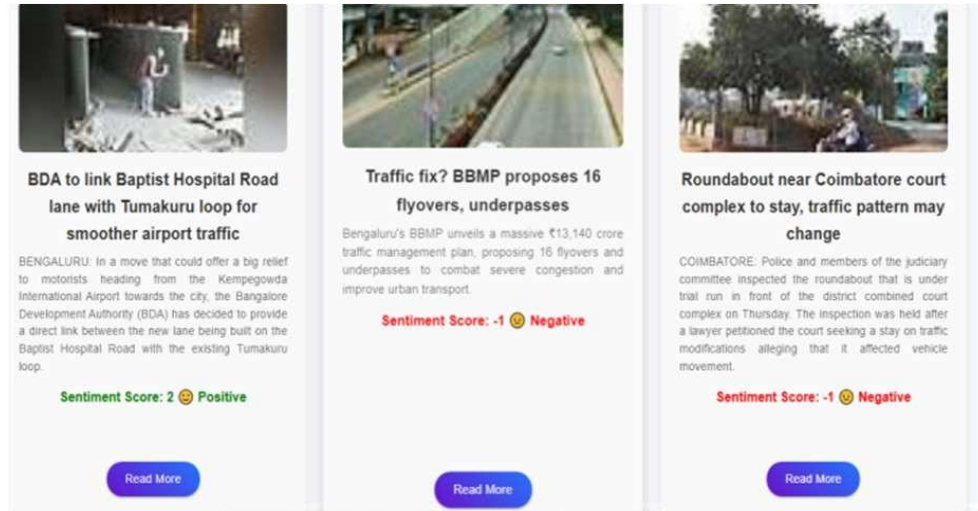 BDA to link Baptist Hospital Road
lane with Tumakuru loop for
smoother airport traffic
BENGALURU: In a move that could offer a big relief
to motorists heading from the Kempegowda
International Airport towards the city, the Bangalore
Development Authority (BDA) has decided to provide
a direct link between the new lane being built on the
Baptist Hospital Road with the existing Tumakuru
loop.
Sentiment Score: 2 😊 Positive
Read More
Traffic fix? BBMP proposes 16
flyovers, underpasses
Bengaluru's BBMP unveils a massive ₹13,140 crore
traffic management plan, proposing 16 flyovers and
underpasses to combat severe congestion and
improve urban transport.
Sentiment Score: -1 😟 Negative
Read More
Roundabout near Coimbatore court
complex to stay, traffic pattern may
change
COIMBATORE: Police and members of the judiciary
committee inspected the roundabout that is under
trial run in front of the district combined court
complex on Thursday. The inspection was held after
a lawyer petitioned the court seeking a stay on traffic
modifications alleging that it affected vehicle
movement.
Sentiment Score: -1 😟 Negative
Read More